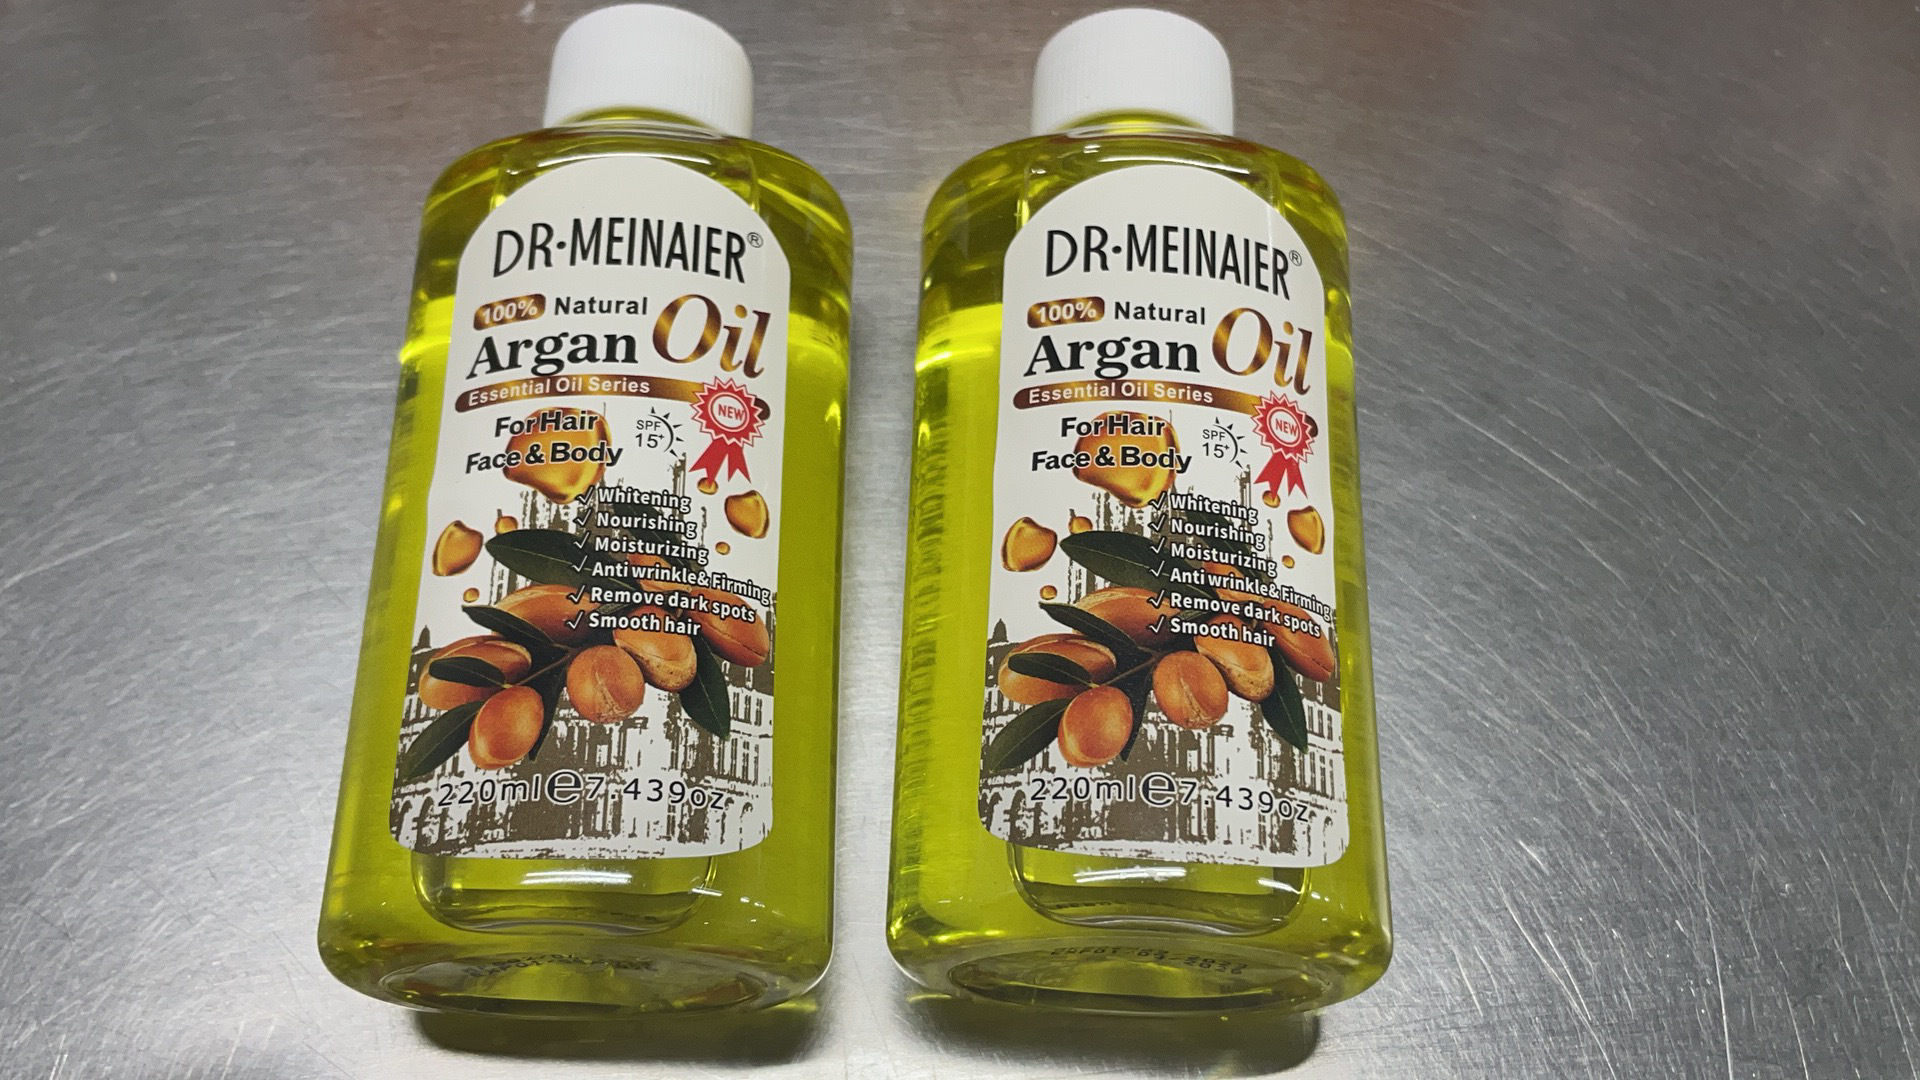 DR·MEINAIER®
100% Natural
Argan Oil
Essential Oil Series
NEW
For Hair
Face & Body
SPF
15+
✓ Whitening
✓ Nourishing
✓ Moisturizing
✓ Anti wrinkle& Firming
✓ Remove dark spots
✓ Smooth hair
220ml e 7.439oz
DR·MEINAIER®
100% Natural
Argan Oil
Essential Oil Series
NEW
For Hair
Face & Body
SPF
15+
✓ Whitening
✓ Nourishing
✓ Moisturizing
✓ Anti wrinkle& Firming
✓ Remove dark spots
✓ Smooth hair
220ml e 7.439oz